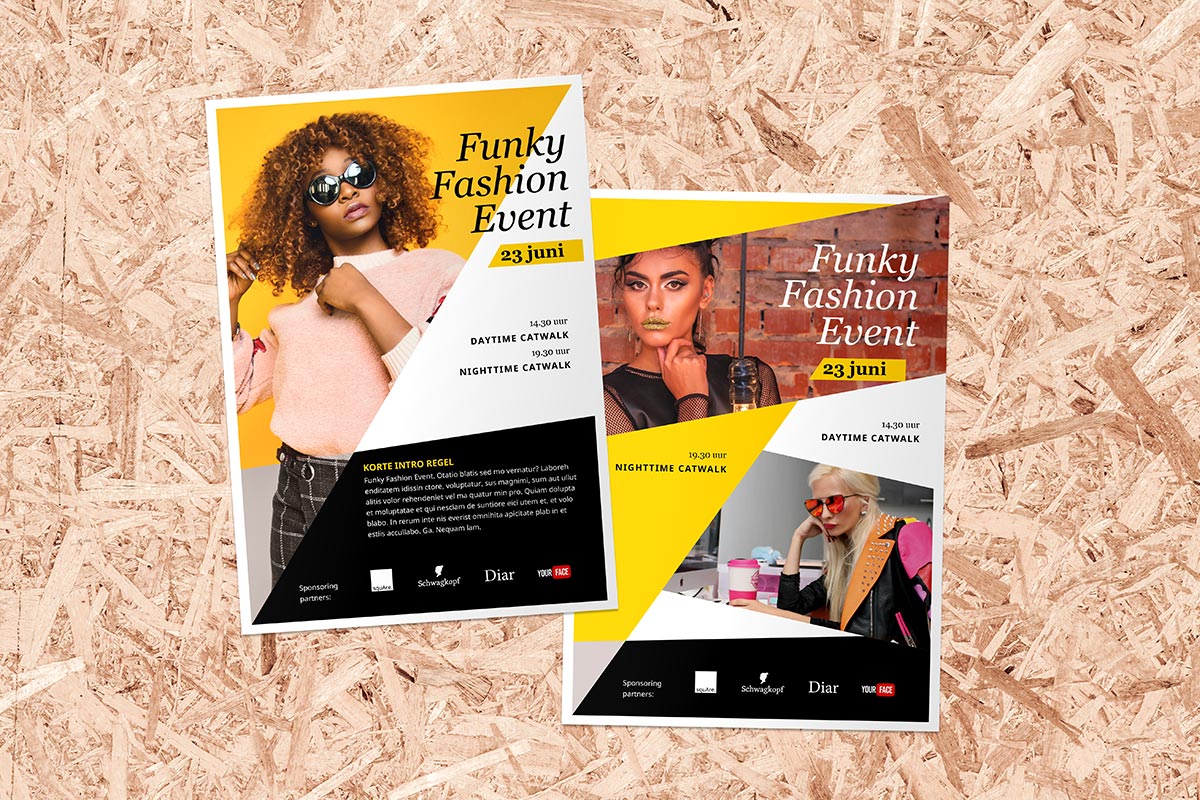 Funky
Fashion
Event
23 juni
14.30 uur
DAYTIME CATWALK
19.30 uur
NIGHTTIME CATWALK
KORTE INTRO REGEL
Funky Fashion Event. Otatio blatis sed mo vernatur? Laboreh
enditatem idissin ctore, voluptatur, sus magnimi, sum aut ullut
alitis volor rehendeniet vel ma quatur min pro. Quiam dolupta
et moluptatae et qui nesciam de suntiore eici utem et, et volo
blabo. In rerum inte nis everist omnihita apicitate plab in et
estiis accullabo. Ga. Nequam lam.
Sponsoring
partners:
squAre.
Schwagkopf
Diar
YOUR FACE
Funky
Fashion
Event
23 juni
14.30 uur
DAYTIME CATWALK
19.30 uur
NIGHTTIME CATWALK
Sponsoring
partners:
squAre.
Schwagkopf
Diar
YOUR FACE